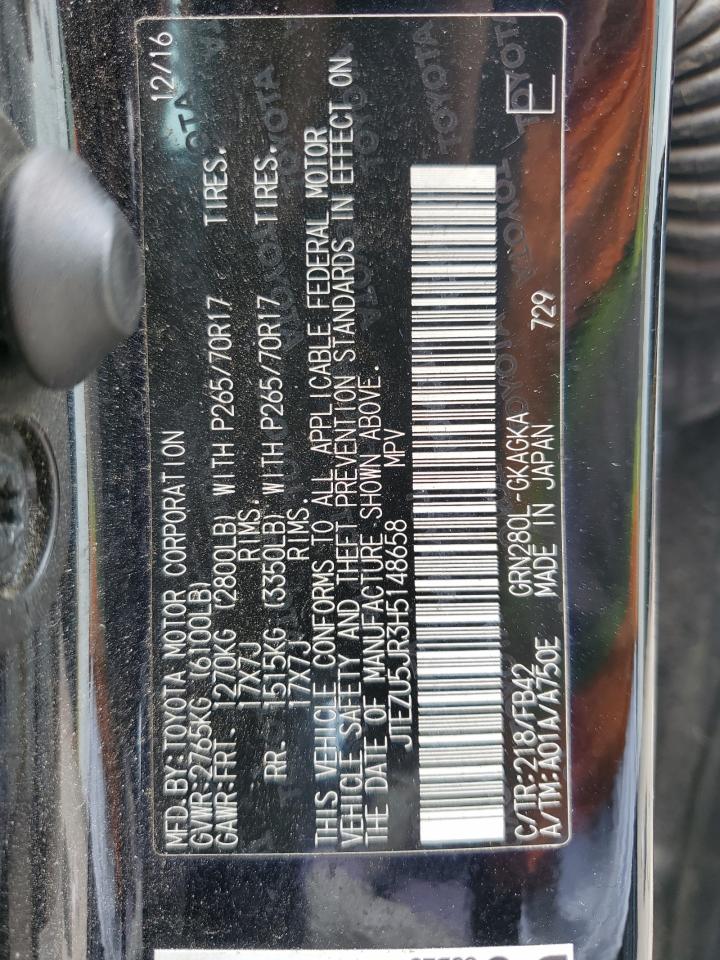 MFD.BY:TOYOTA MOTOR CORPORATION 12/16
GVWR:2765KG (6100LB)
GAWR:FRT. 1270KG (2800LB) WITH P265/70R17 TIRES.
17X7J RIMS.
RR. 1515KG (3350LB) WITH P265/70R17 TIRES.
17X7J RIMS.
THIS VEHICLE CONFORMS TO ALL APPLICABLE FEDERAL MOTOR
VEHICLE SAFETY AND THEFT PREVENTION STANDARDS IN EFFECT ON
THE DATE OF MANUFACTURE SHOWN ABOVE.
JTEZU5JR3H5148658 MPV
C/TR:218/FB42 GRN280L-GKAGKA 729 E
A/TM:A01A/A750E MADE IN JAPAN